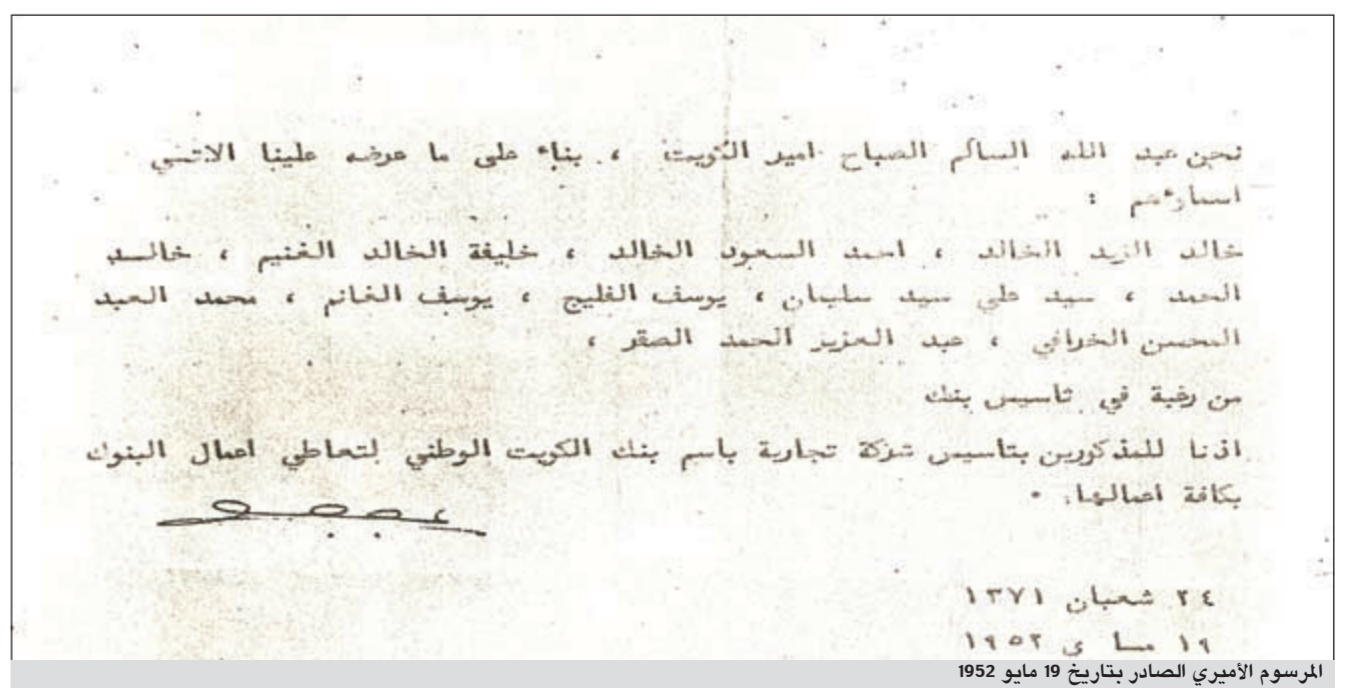 نحن عبد الله السالم الصباح امير الكويت ، بناء على ما عرضه علينا الاتسي
اسماؤهم :
خالد الزيد الخالد ، احمد السعود الخالد ، خليفة الخالد الغنيم ، خالد
الحمد ، سيد علي سيد سليمان ، يوسف الفليج ، يوسف الغانم ، محمد العبد
المحسن الخرافي ، عبد العزيز الحمد الصقر ،
من رغبة في تاسيس بنك
اذنا للمذكورين بتاسيس شركة تجارية باسم بنك الكويت الوطني لتعاطي اعمال البنوك
بكافة اعمالها .
٢٤ شعبان ١٣٧١
١٩ مــا ى ١٩٥٢
المرسوم الأميري الصادر بتاريخ 19 مايو 1952